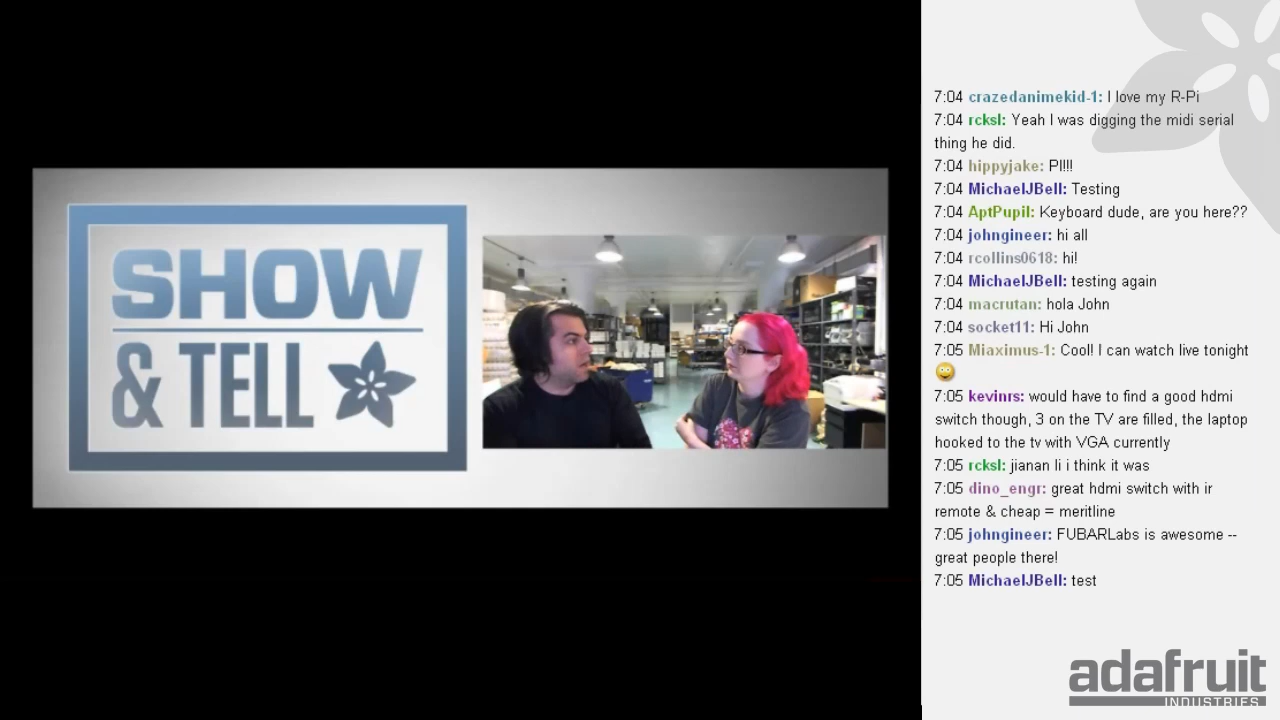 SHOW
& TELL
7:04 crazedanimekid-1: I love my R-Pi
7:04 rcksl: Yeah I was digging the midi serial
thing he did.
7:04 hippyjake: PI!!!
7:04 MichaelJBell: Testing
7:04 AptPupil: Keyboard dude, are you here??
7:04 johngineer: hi all
7:04 rcollins0618: hi!
7:04 MichaelJBell: testing again
7:04 macrutan: hola John
7:04 socket11: Hi John
7:05 Miaximus-1: Cool! I can watch live tonight
7:05 kevinrs: would have to find a good hdmi
switch though, 3 on the TV are filled, the laptop
hooked to the tv with VGA currently
7:05 rcksl: jianan li i think it was
7:05 dino_engr: great hdmi switch with ir
remote & cheap = meritline
7:05 johngineer: FUBARLabs is awesome --
great people there!
7:05 MichaelJBell: test
adafruit
INDUSTRIES